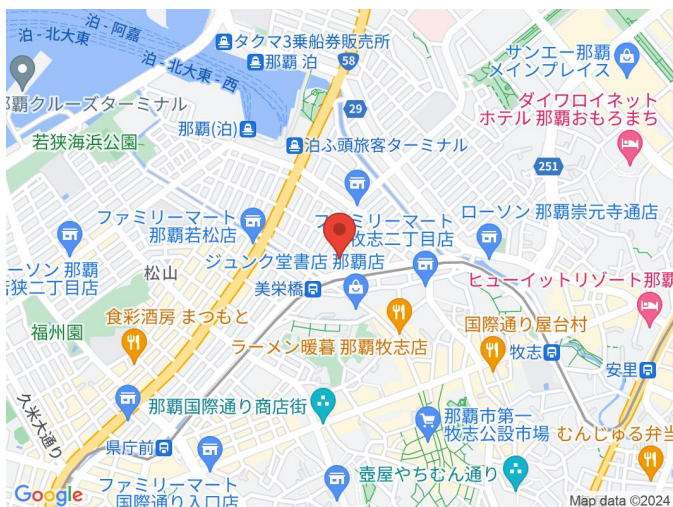 泊 - 阿嘉
泊 - 北大東
泊 - 北大東 - 西
タクマ3乗船券販売所
那覇 泊
58
サンエー那覇
メインプレイス
那覇クルーズターミナル
29
ダイワロイネット
ホテル 那覇おもろまち
那覇(泊)
若狭海浜公園
泊ふ頭旅客ターミナル
251
ファミリーマート
那覇若松店
ファミリーマート
牧志二丁目店
ローソン 那覇崇元寺通店
ジュンク堂書店 那覇店
ローソン 那覇
若狭二丁目店
松山
美栄橋
ヒューイットリゾート那覇
福州園
食彩酒房 まつもと
国際通り屋台村
ラーメン暖暮 那覇牧志店
牧志
安里
久米大通り
那覇国際通り商店街
那覇市第一
牧志公設市場
県庁前
むんじゅる弁当
壺屋やちむん通り
ファミリーマート
国際通り入口店
Google
Map data ©2024